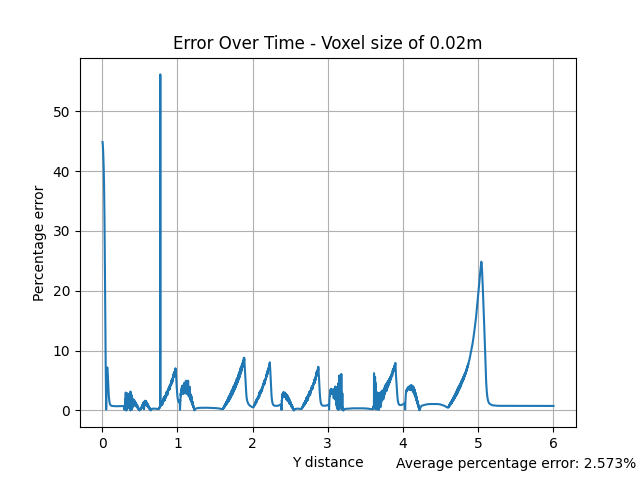 Error Over Time - Voxel size of 0.02m
Percentage error
50
40
30
20
10
0
0 1 2 3 4 5 6
Y distance
Average percentage error: 2.573%